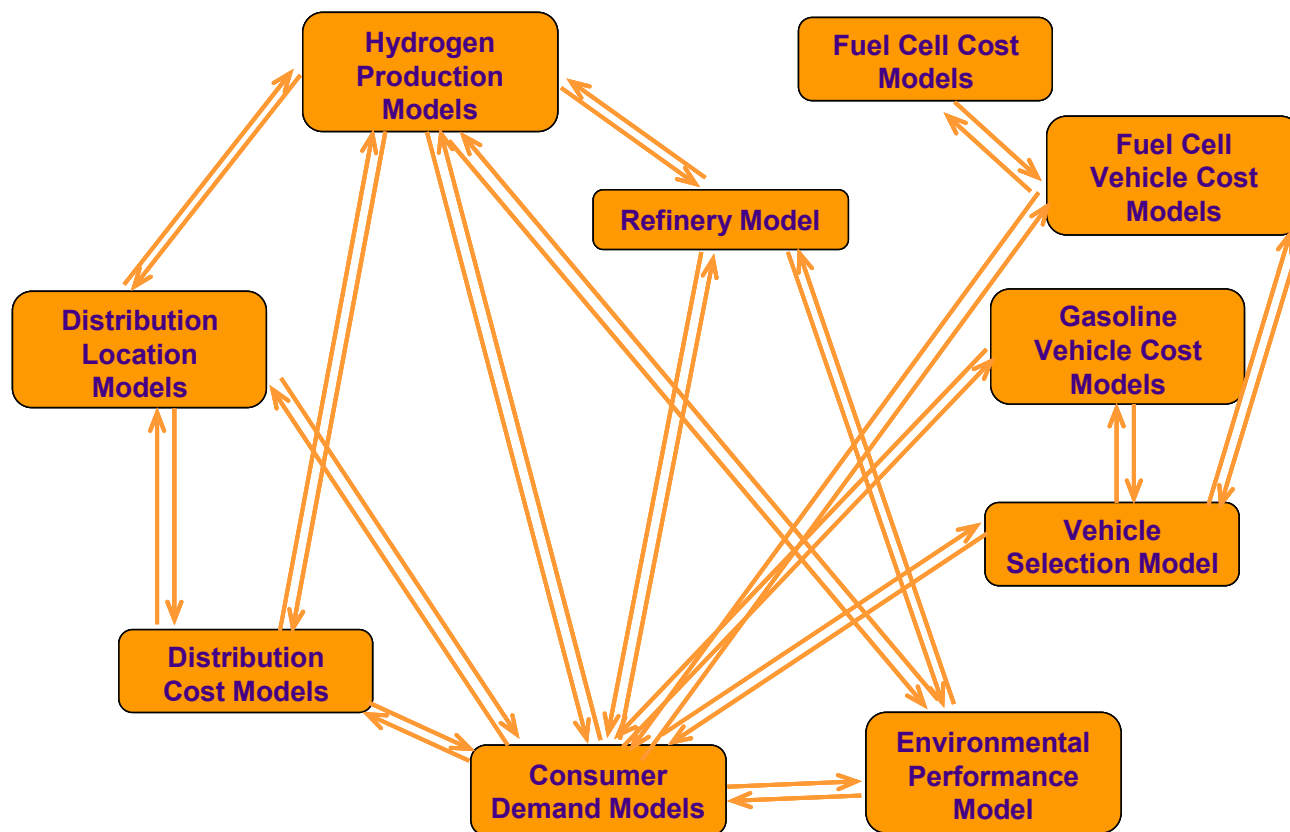 Hydrogen
Production
Models
Fuel Cell Cost
Models
Fuel Cell
Vehicle Cost
Models
Refinery Model
Distribution
Location
Models
Gasoline
Vehicle Cost
Models
Vehicle
Selection Model
Distribution
Cost Models
Consumer
Demand Models
Environmental
Performance
Model